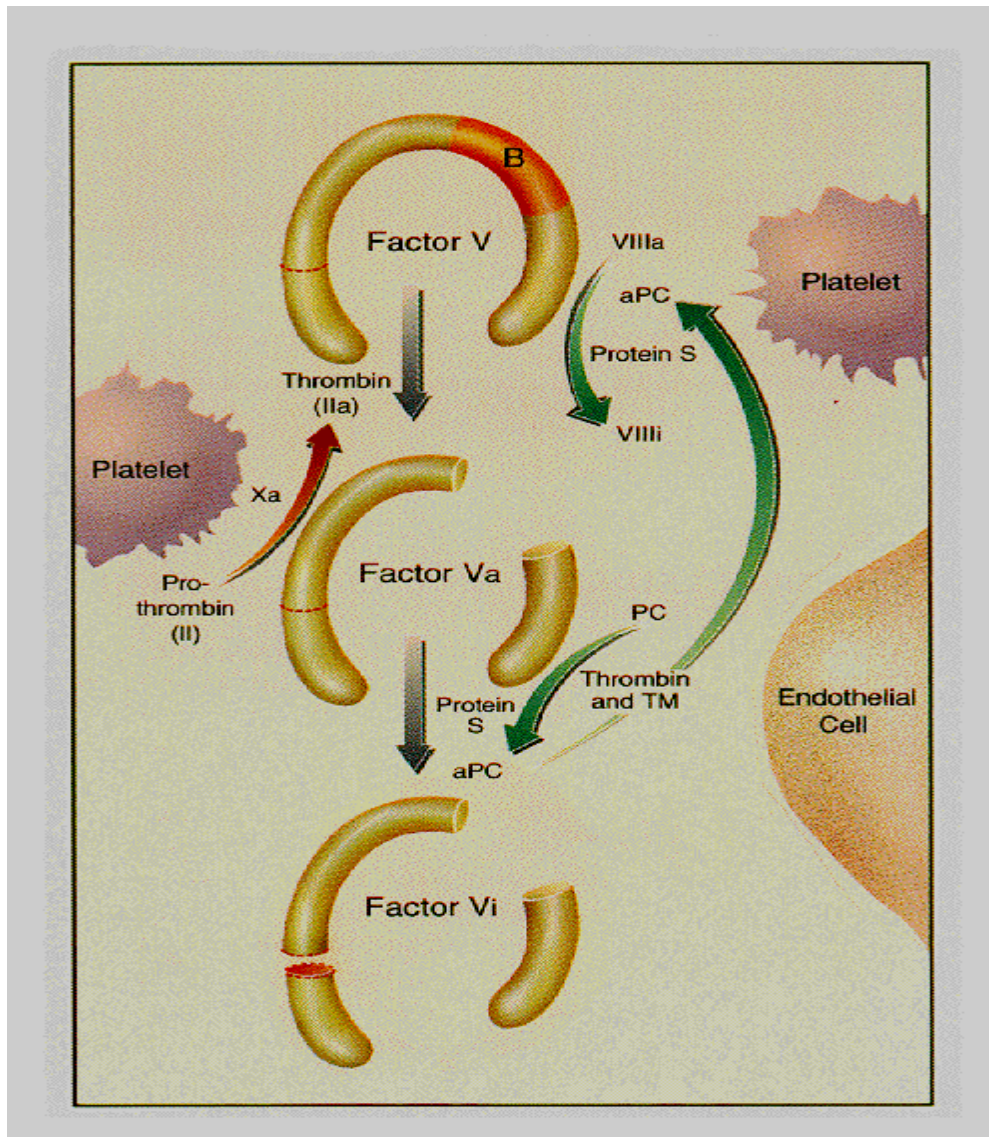 B
Factor V
VIIIa
aPC
Platelet
Protein S
Thrombin
(IIa)
VIIIi
Platelet
Xa
Factor Va
Pro-
thrombin
(II)
PC
Thrombin
and TM
Protein
S
Endothelial
Cell
aPC
Factor Vi